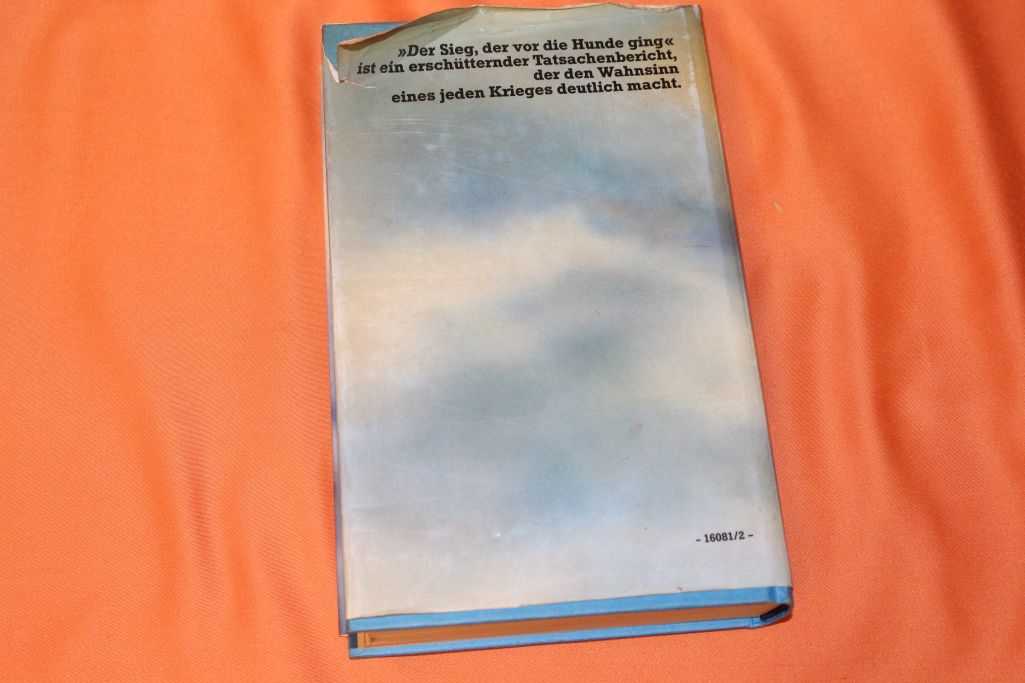 »Der Sieg, der vor die Hunde ging«
ist ein erschütternder Tatsachenbericht,
der den Wahnsinn
eines jeden Krieges deutlich macht.
– 16081/2 –